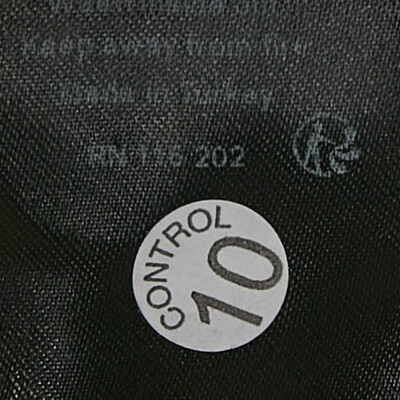 Keep away from fire
Made in Turkey
RN 116 202
CONTROL
10